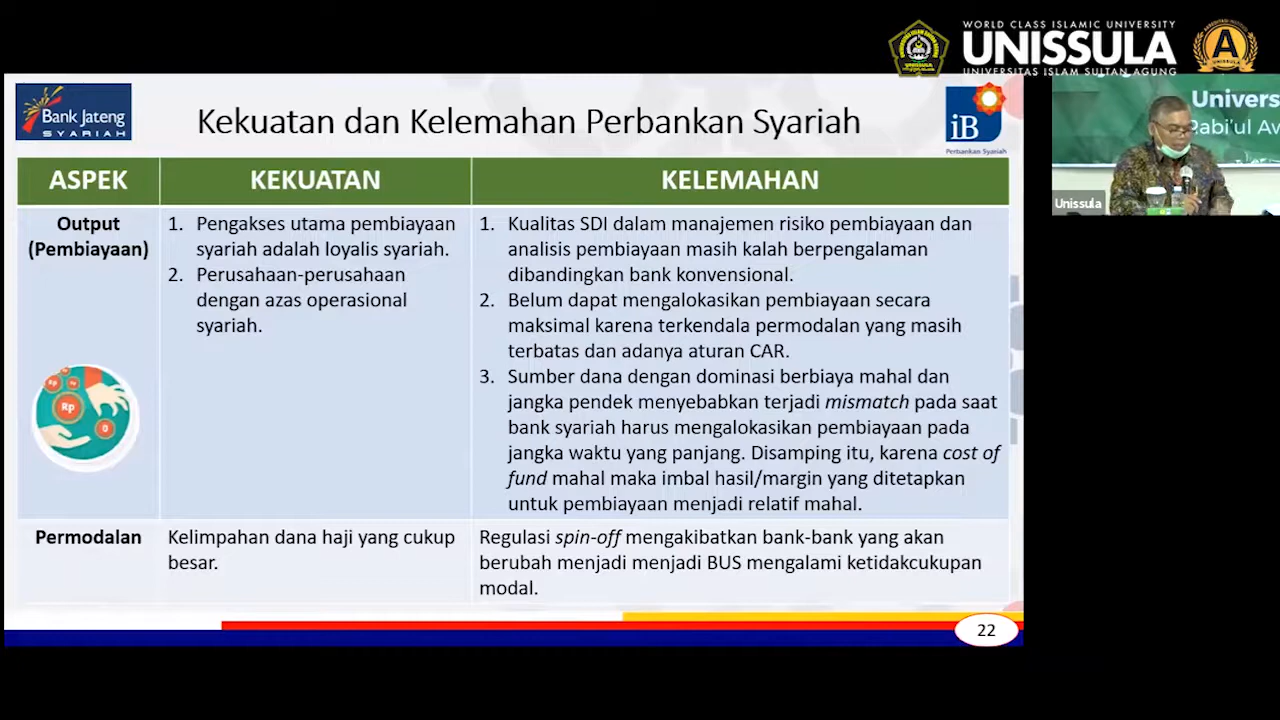 WORLD CLASS ISLAMIC UNIVERSITY
UNISSULA
UNIVERSITAS ISLAM SULTAN AGUNG
A
UNISSULA
Bank Jateng
SYARIAH
Kekuatan dan Kelemahan Perbankan Syariah
iB
Perbankan Syariah
Univers
Rabi'ul Aw
Unissula
ASPEK
KEKUATAN
KELEMAHAN
Output
(Pembiayaan)
Rp
1. Pengakses utama pembiayaan
syariah adalah loyalis syariah.
2. Perusahaan-perusahaan
dengan azas operasional
syariah.
1. Kualitas SDI dalam manajemen risiko pembiayaan dan
analisis pembiayaan masih kalah berpengalaman
dibandingkan bank konvensional.
2. Belum dapat mengalokasikan pembiayaan secara
maksimal karena terkendala permodalan yang masih
terbatas dan adanya aturan CAR.
3. Sumber dana dengan dominasi berbiaya mahal dan
jangka pendek menyebabkan terjadi mismatch pada saat
bank syariah harus mengalokasikan pembiayaan pada
jangka waktu yang panjang. Disamping itu, karena cost of
fund mahal maka imbal hasil/margin yang ditetapkan
untuk pembiayaan menjadi relatif mahal.
Permodalan
Kelimpahan dana haji yang cukup
besar.
Regulasi spin-off mengakibatkan bank-bank yang akan
berubah menjadi menjadi BUS mengalami ketidakcukupan
modal.
22